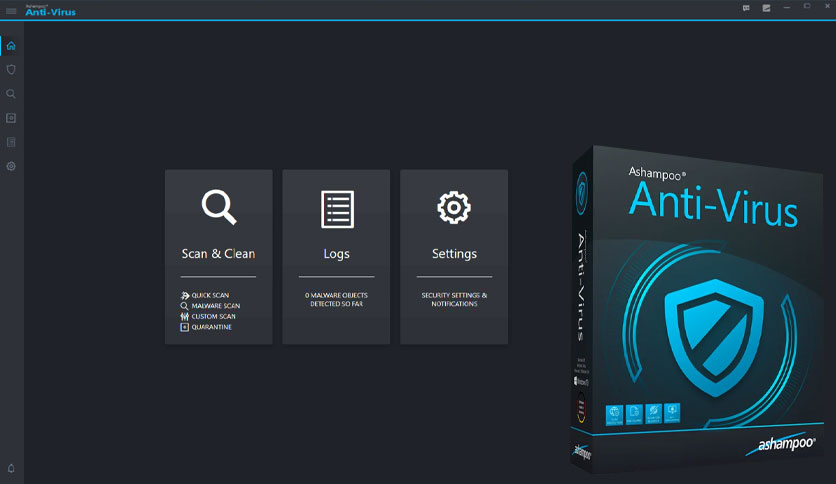 Ashampoo®
Anti-Virus
Scan & Clean
QUICK SCAN
MALWARE SCAN
CUSTOM SCAN
QUARANTINE
Logs
0 MALWARE OBJECTS
DETECTED SO FAR
Settings
SECURITY SETTINGS &
NOTIFICATIONS
Ashampoo®
Anti-Virus
Anti-Virus
ashampoo
ashampoo®